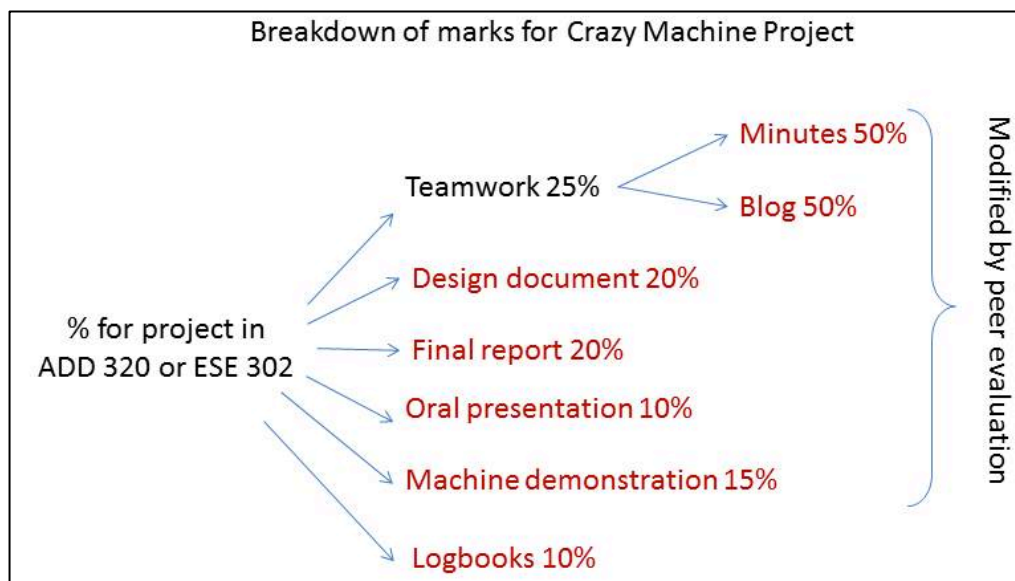 Breakdown of marks for Crazy Machine Project
Minutes 50%
Teamwork 25%
Blog 50%
Design document 20%
% for project in
ADD 320 or ESE 302
Final report 20%
Oral presentation 10%
Machine demonstration 15%
Logbooks 10%
Modified by peer evaluation